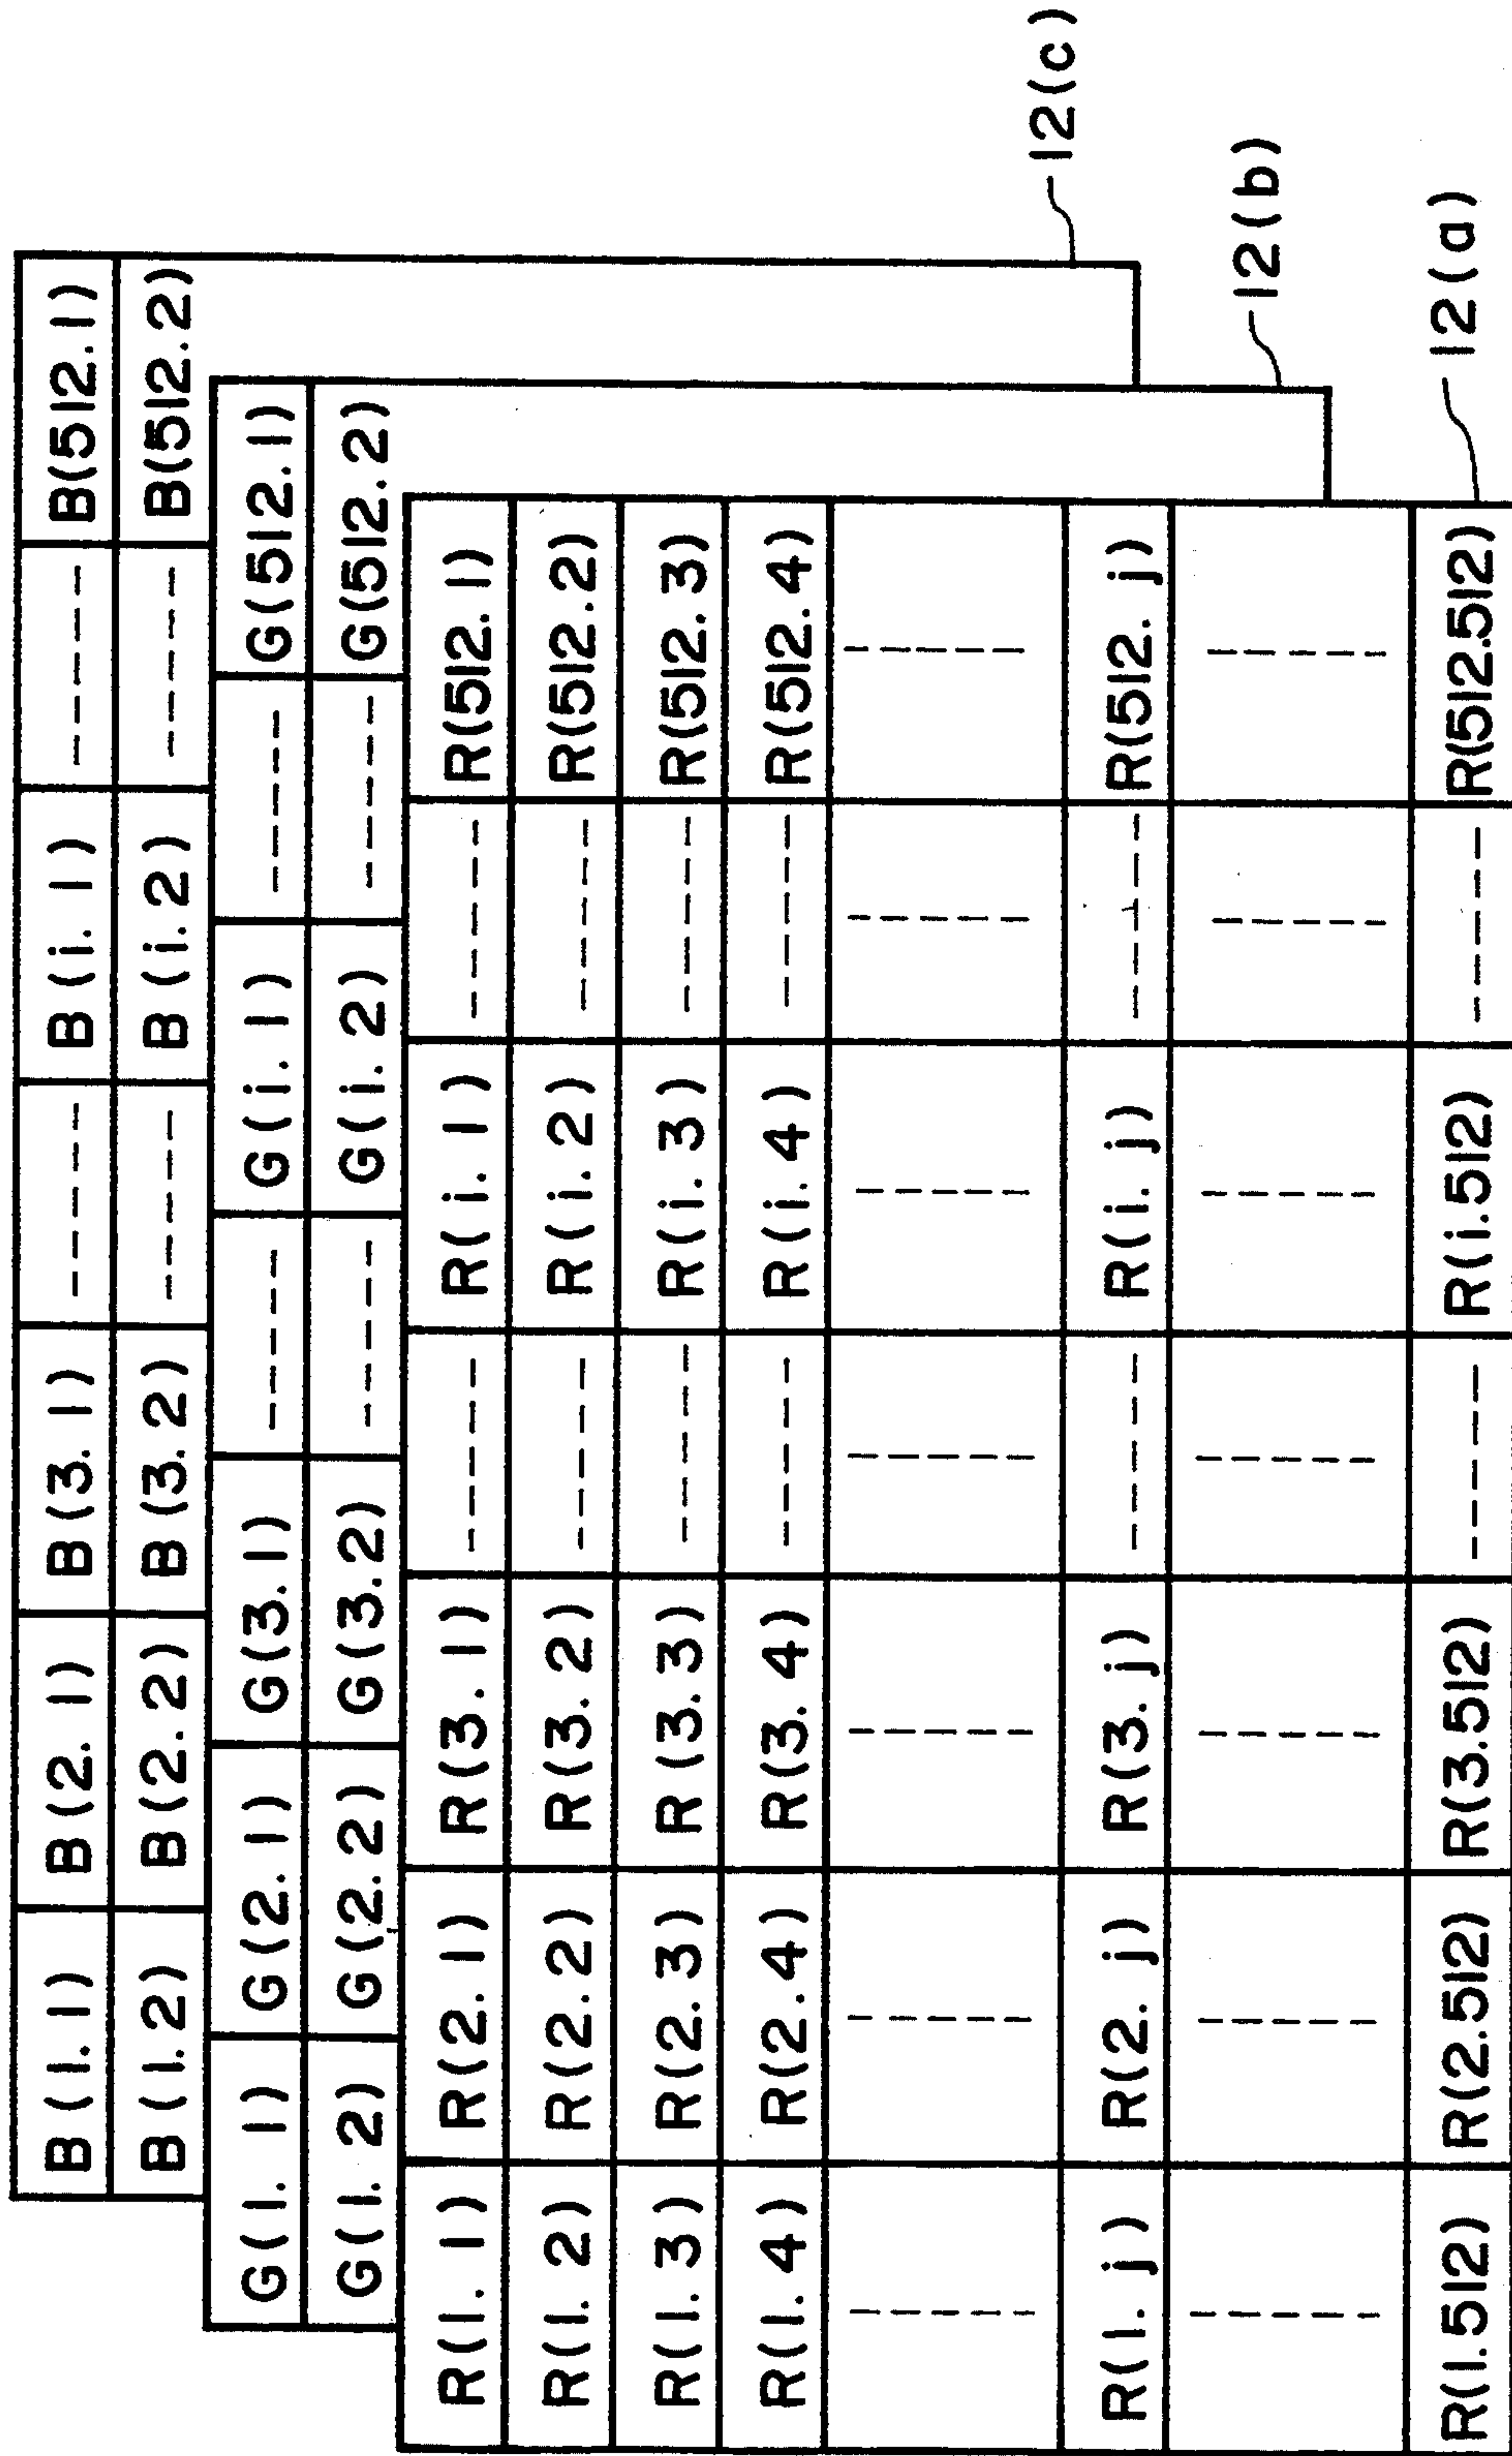 B(1.1) B(2.1) B(3.1) ----- B(i.1) ----- B(512.1)
B(1.2) B(2.2) B(3.2) ----- B(i.2) ----- B(512.2)
G(1.1) G(2.1) G(3.1) ----- G(i.1) ----- G(512.1)
G(1.2) G(2.2) G(3.2) ----- G(i.2) ----- G(512.2)
R(1.1) R(2.1) R(3.1) ----- R(i.1) ----- R(512.1)
R(1.2) R(2.2) R(3.2) ----- R(i.2) ----- R(512.2)
R(1.3) R(2.3) R(3.3) ----- R(i.3) ----- R(512.3)
R(1.4) R(2.4) R(3.4) ----- R(i.4) ----- R(512.4)
R(1.j) R(2.j) R(3.j) ----- R(i.j) ----- R(512.j)
R(1.512) R(2.512) R(3.512) ----- R(i.512) ----- R(512.512)
12(c)
12(b)
12(a)